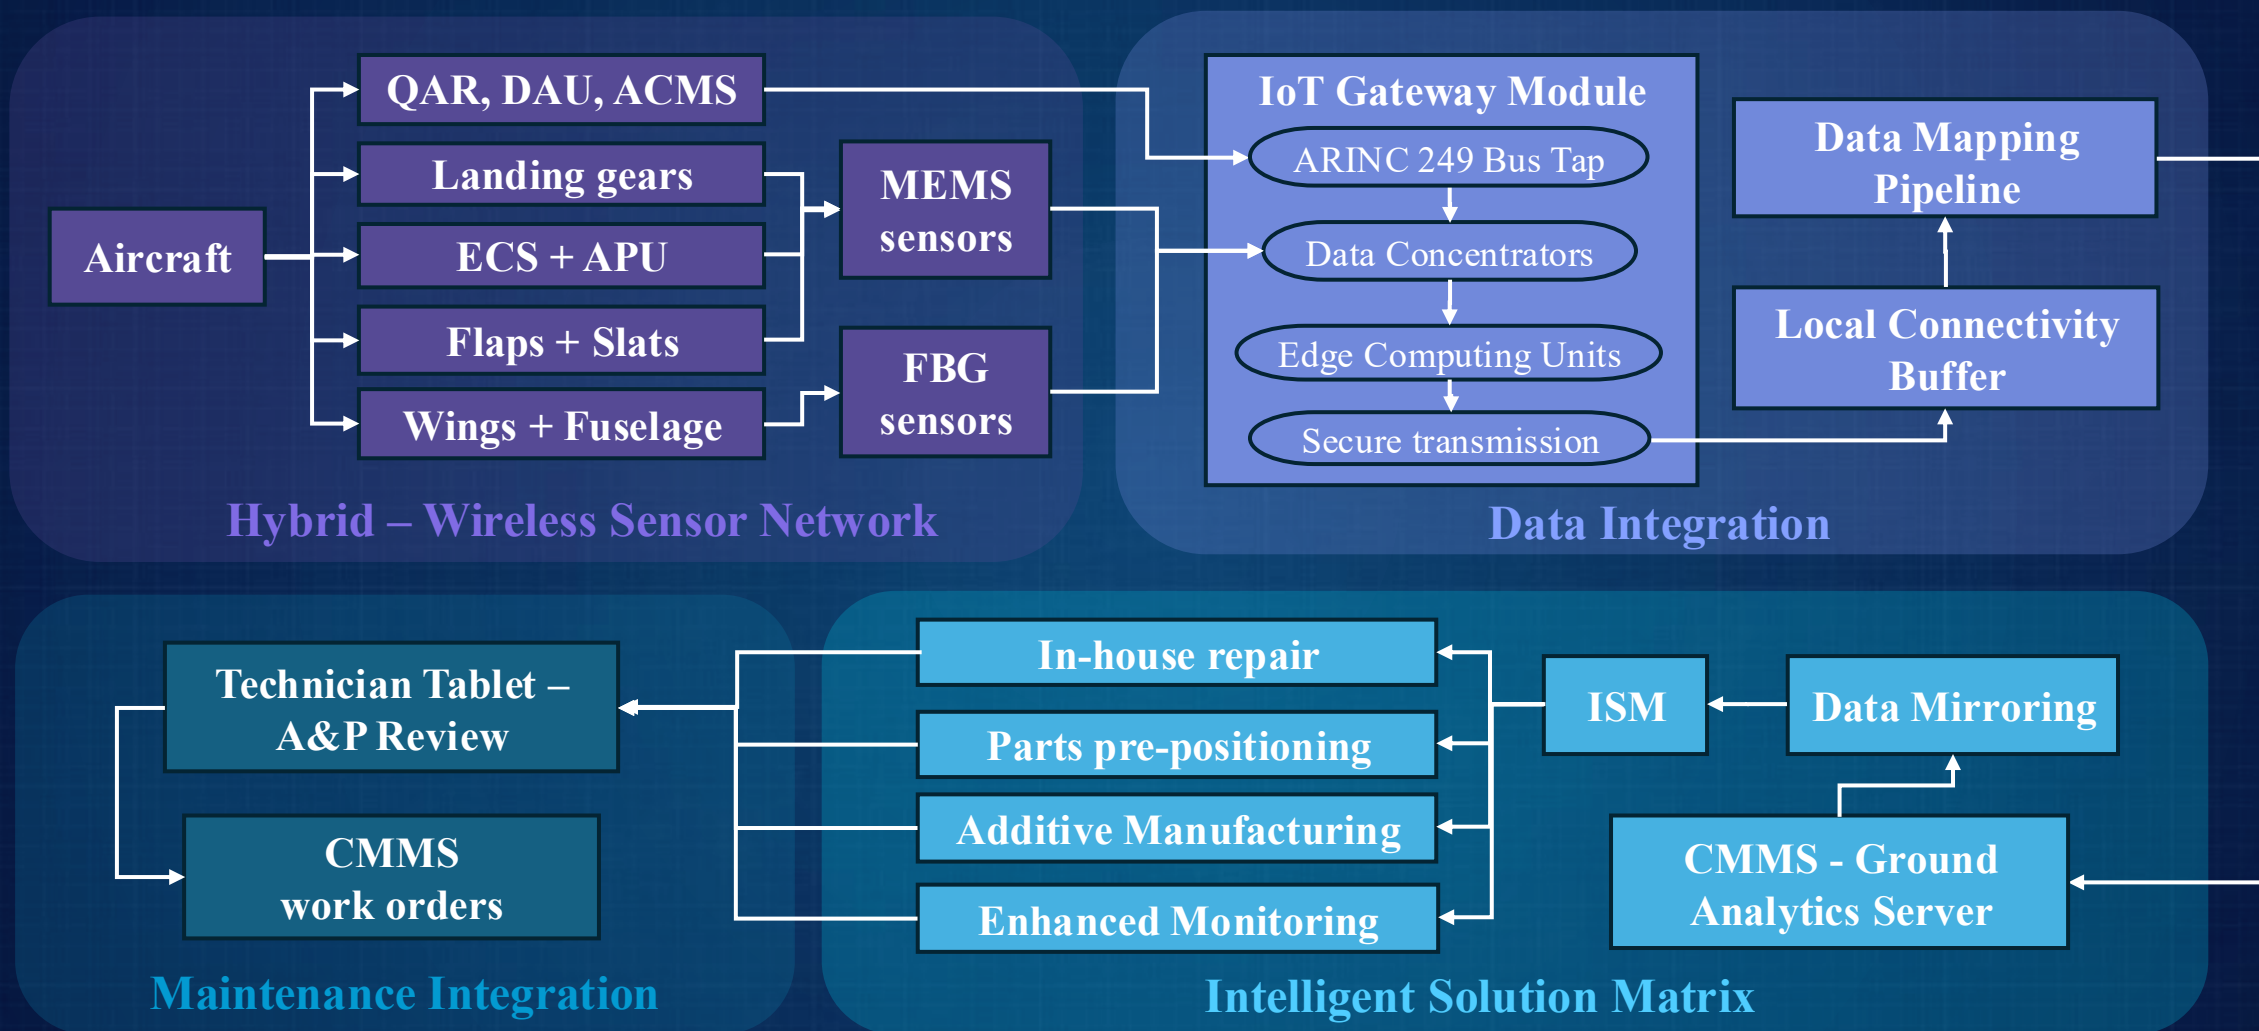 QAR, DAU, ACMS
Landing gears
Aircraft
ECS + APU
Flaps + Slats
Wings + Fuselage
MEMS
sensors
FBG
sensors
Hybrid – Wireless Sensor Network
IoT Gateway Module
ARINC 249 Bus Tap
Data Concentrators
Edge Computing Units
Secure transmission
Data Mapping
Pipeline
Local Connectivity
Buffer
Data Integration
Technician Tablet –
A&P Review
CMMS
work orders
Maintenance Integration
In-house repair
Parts pre-positioning
Additive Manufacturing
Enhanced Monitoring
ISM
Data Mirroring
CMMS - Ground
Analytics Server
Intelligent Solution Matrix